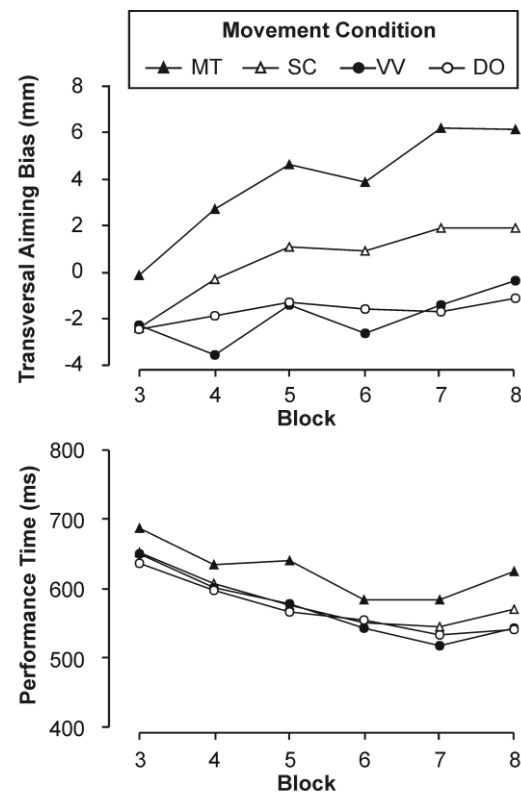 Movement Condition
MT SC VV DO
Transversal Aiming Bias (mm)
8
6
4
2
0
-2
-4
3 4 5 6 7 8
Block
Performance Time (ms)
800
700
600
500
400
3 4 5 6 7 8
Block